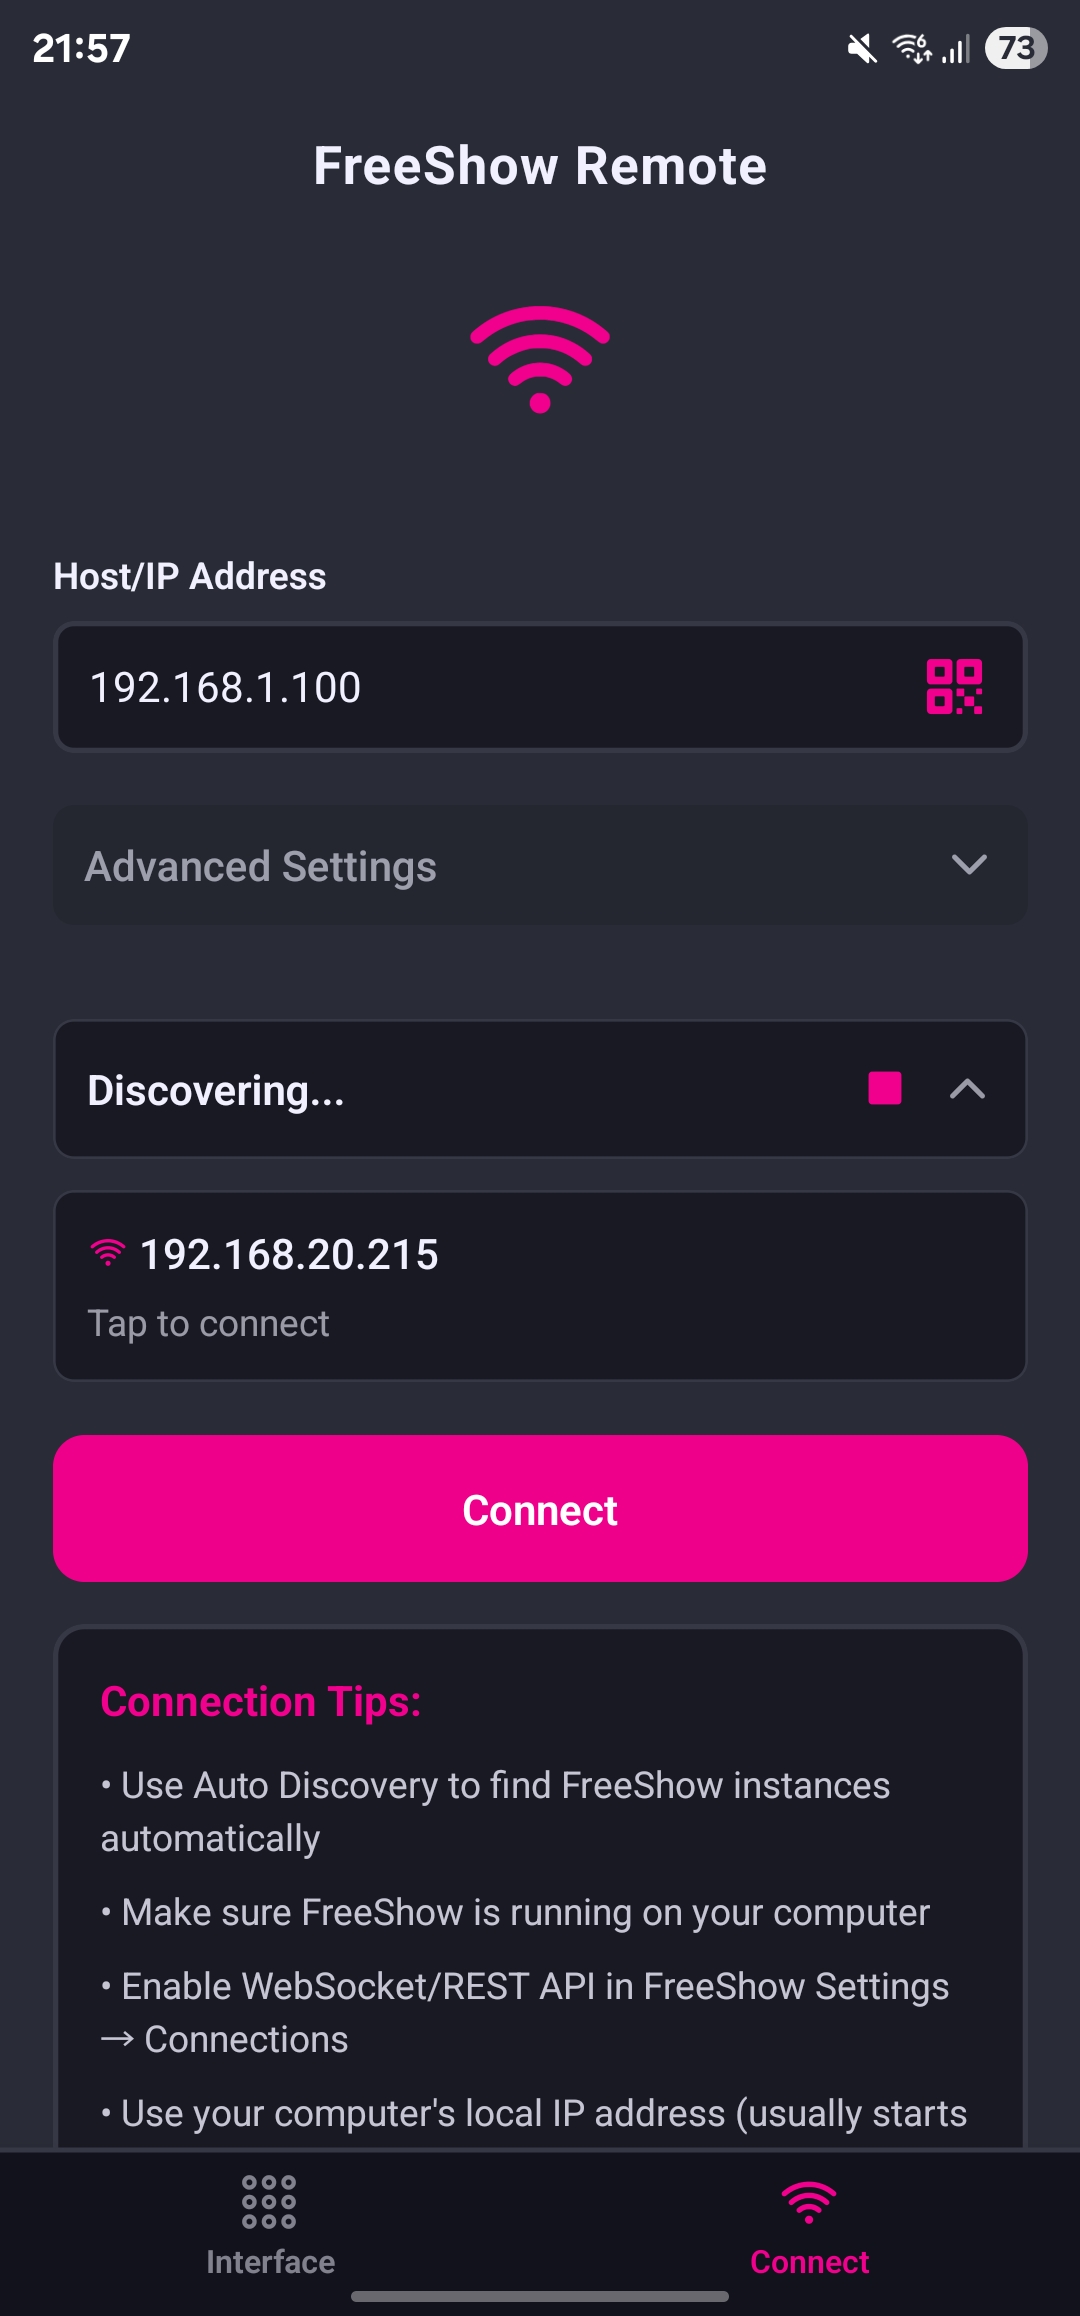 21:57
6
73
FreeShow Remote
Host/IP Address
192.168.1.100
Advanced Settings
Discovering...
192.168.20.215
Tap to connect
Connect
Connection Tips:
• Use Auto Discovery to find FreeShow instances
automatically
• Make sure FreeShow is running on your computer
• Enable WebSocket/REST API in FreeShow Settings
→ Connections
• Use your computer's local IP address (usually starts
Interface
Connect